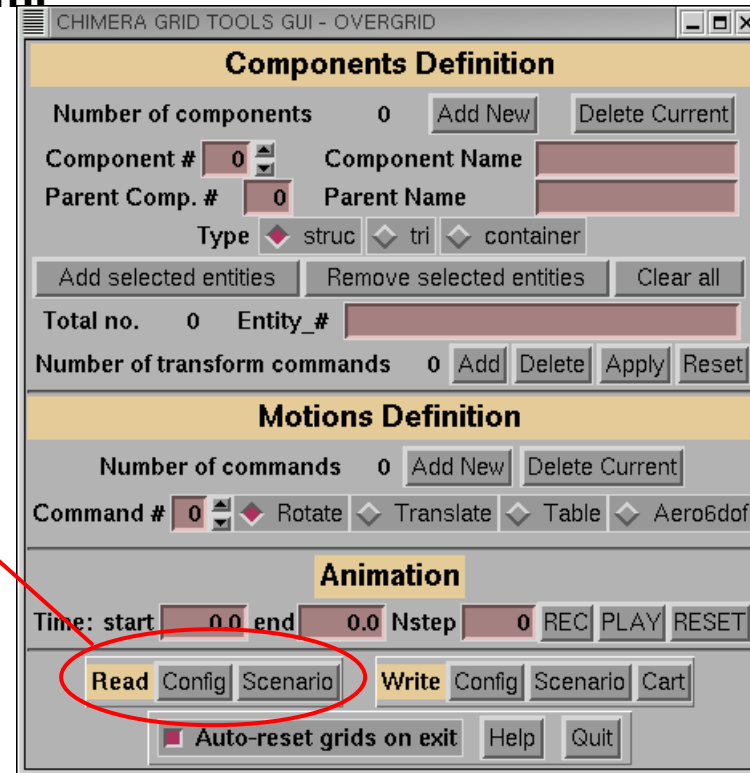 CHIMERA GRID TOOLS GUI - OVERGRID
Components Definition
Number of components 0 Add New Delete Current
Component # 0 Component Name
Parent Comp. # 0 Parent Name
Type struc tri container
Add selected entities Remove selected entities Clear all
Total no. 0 Entity_#
Number of transform commands 0 Add Delete Apply Reset
Motions Definition
Number of commands 0 Add New Delete Current
Command # 0 Rotate Translate Table Aero6dof
Animation
Time: start 0.0 end 0.0 Nstep 0 REC PLAY RESET
Read Config Scenario Write Config Scenario Cart
Auto-reset grids on exit Help Quit